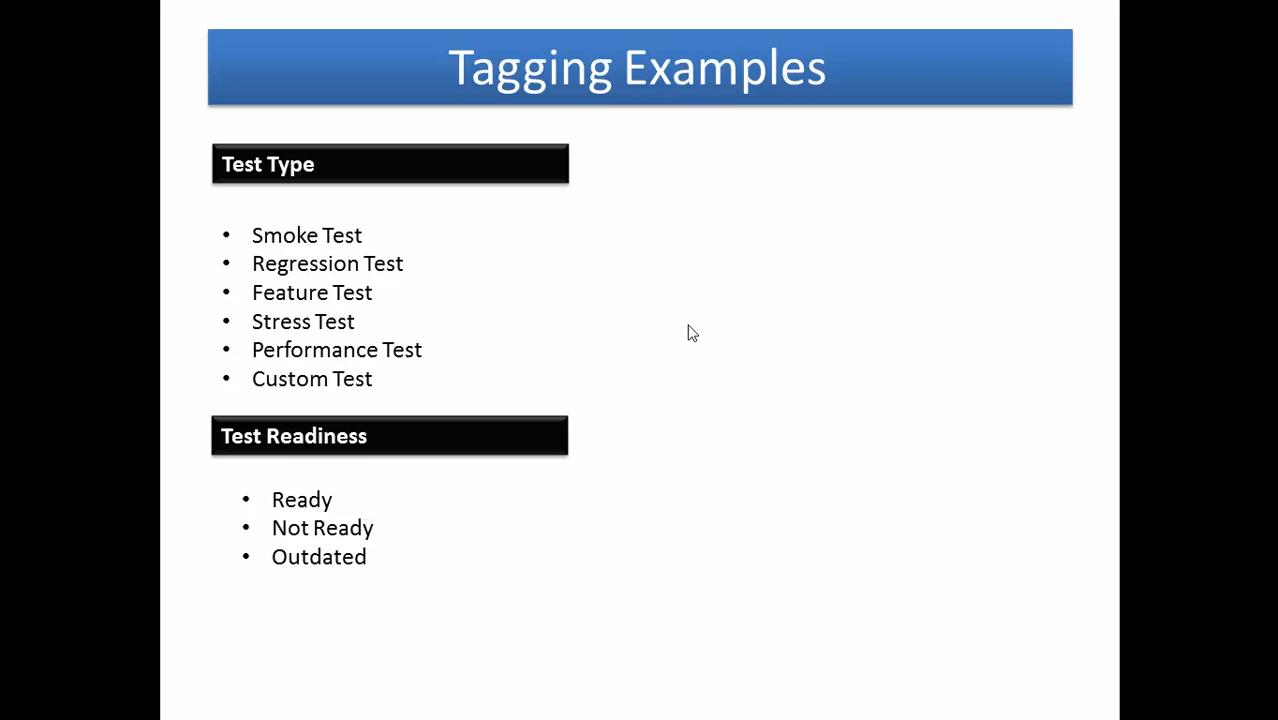 Tagging Examples
Test Type
• Smoke Test
• Regression Test
• Feature Test
• Stress Test
• Performance Test
• Custom Test
Test Readiness
• Ready
• Not Ready
• Outdated